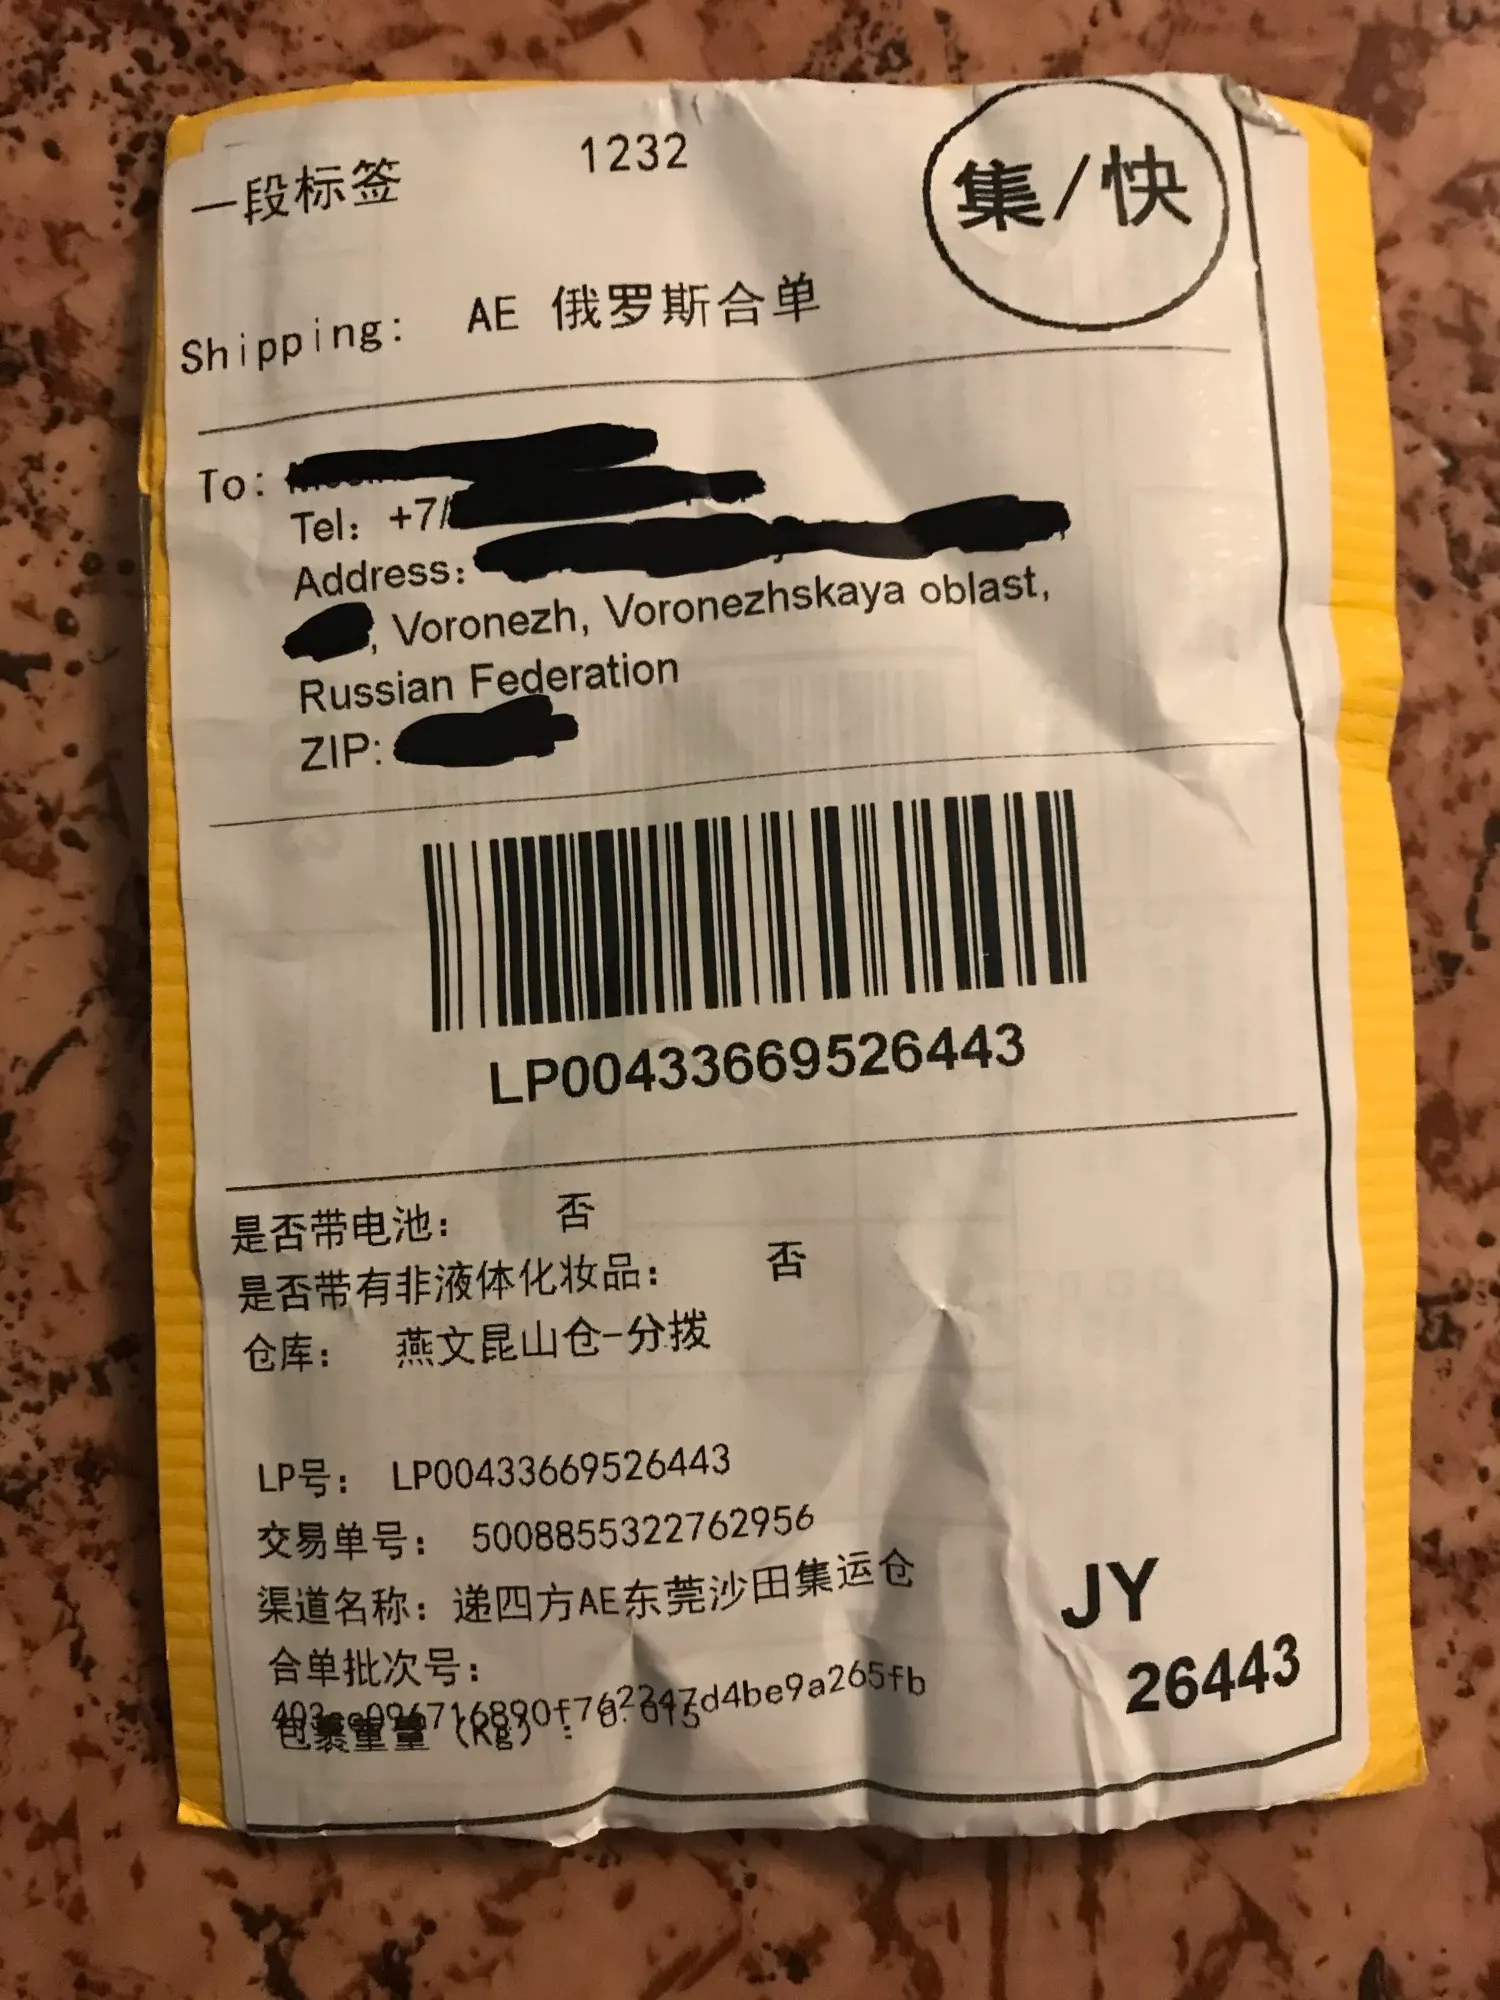 一段标签 1232 集/快
Shipping: AE 俄罗斯合单
To:
Tel: +7/
Address:
, Voronezh, Voronezhskaya oblast,
Russian Federation
ZIP:
LP00433669526443
是否带电池: 否
是否带有非液体化妆品: 否
仓库: 燕文昆山仓-分拨
LP号: LP00433669526443
交易单号: 5008855322762956
渠道名称: 递四方AE东莞沙田集运仓
JY
合单批次号:
26443
包裹重量 (Kg) :